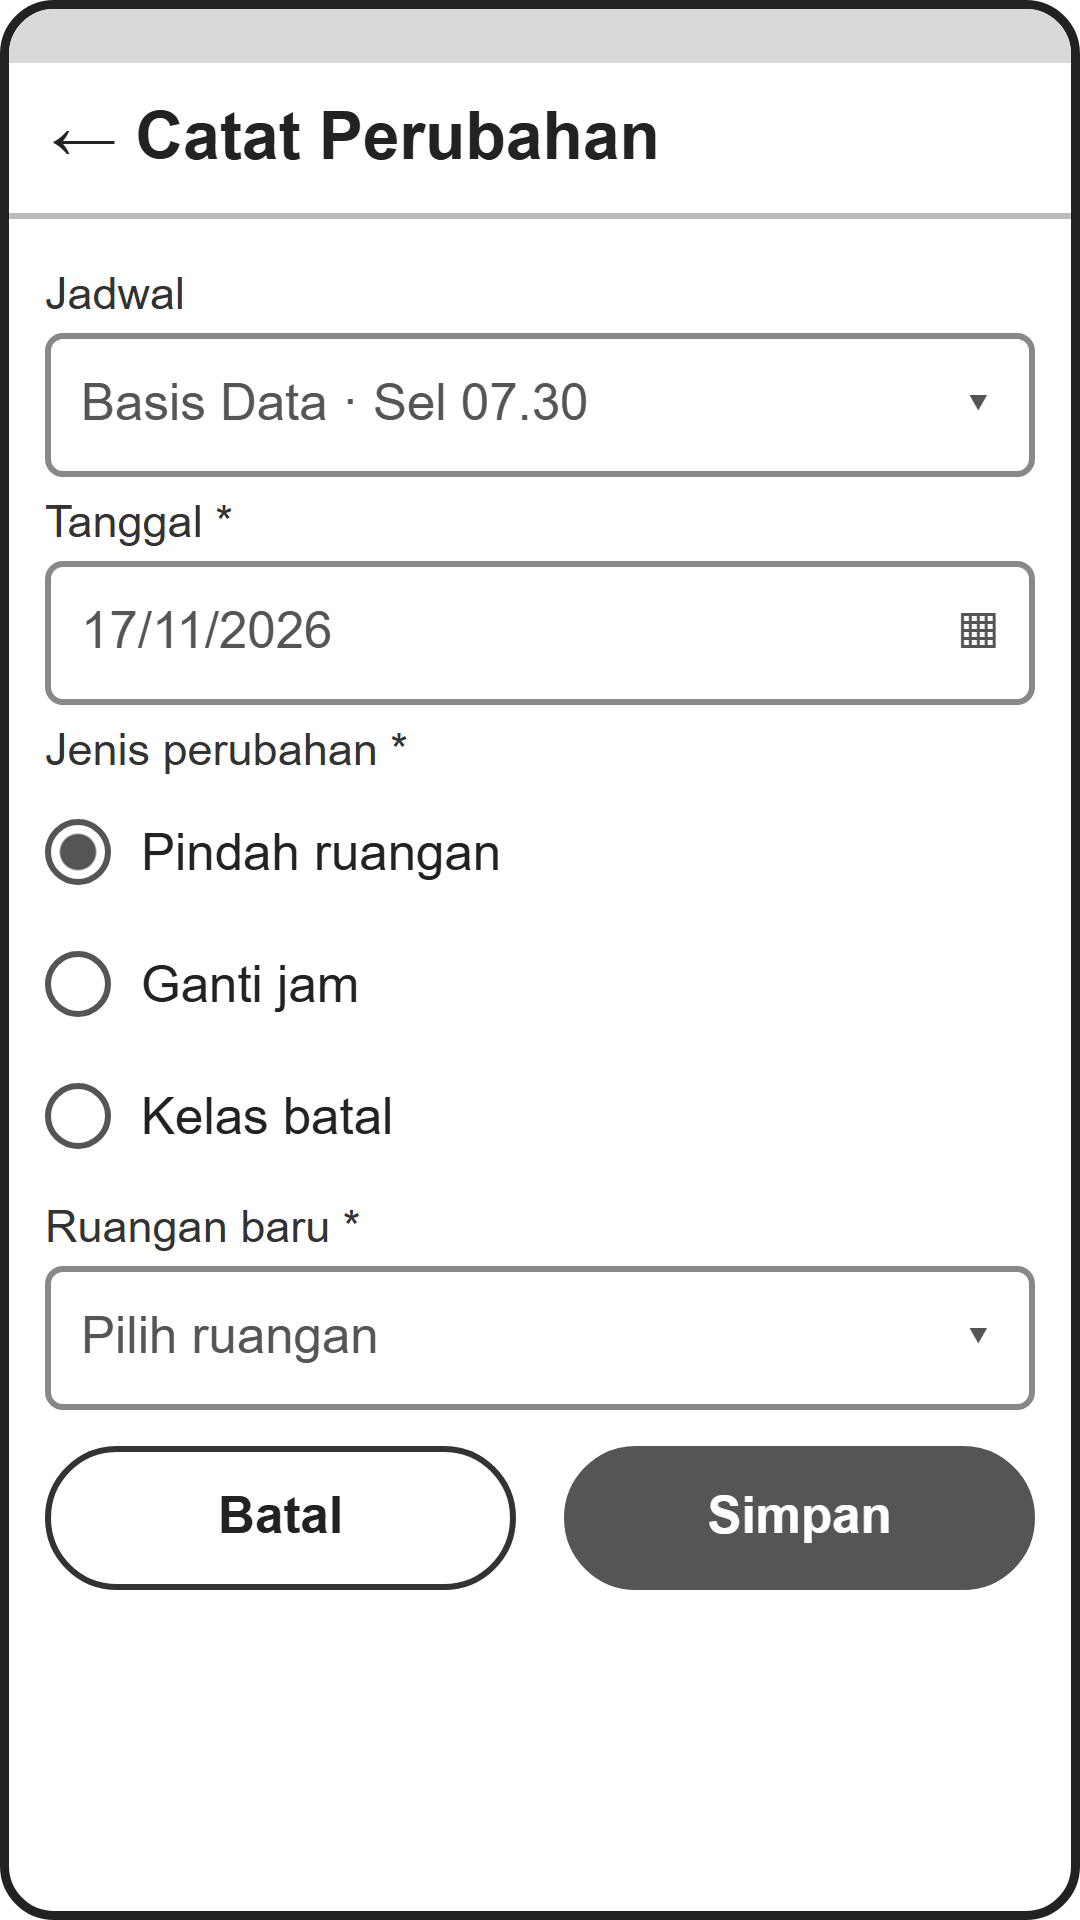 ← Catat Perubahan
Jadwal
Basis Data · Sel 07.30 ▼
Tanggal *
17/11/2026 ▦
Jenis perubahan *
Pindah ruangan
Ganti jam
Kelas batal
Ruangan baru *
Pilih ruangan ▼
Batal Simpan